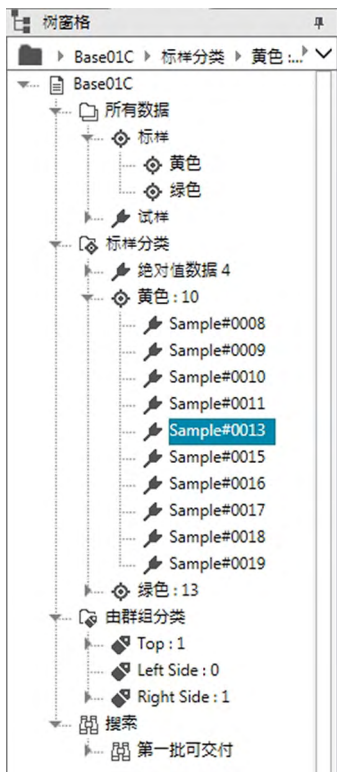 树窗格
Base01C 标样分类 黄色 :...
Base01C
所有数据
标样
黄色
绿色
试样
标样分类
绝对值数据 4
黄色 : 10
Sample#0008
Sample#0009
Sample#0010
Sample#0011
Sample#0013
Sample#0015
Sample#0016
Sample#0017
Sample#0018
Sample#0019
绿色 : 13
由群组分类
Top : 1
Left Side : 0
Right Side : 1
搜索
第一批可交付